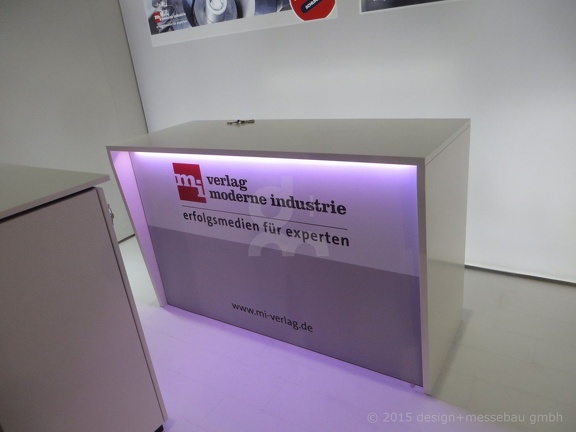 mi
verlag
moderne industrie
erfolgsmedien für experten
d+
m
www.mi-verlag.de
© 2015 design+messebau gmbh